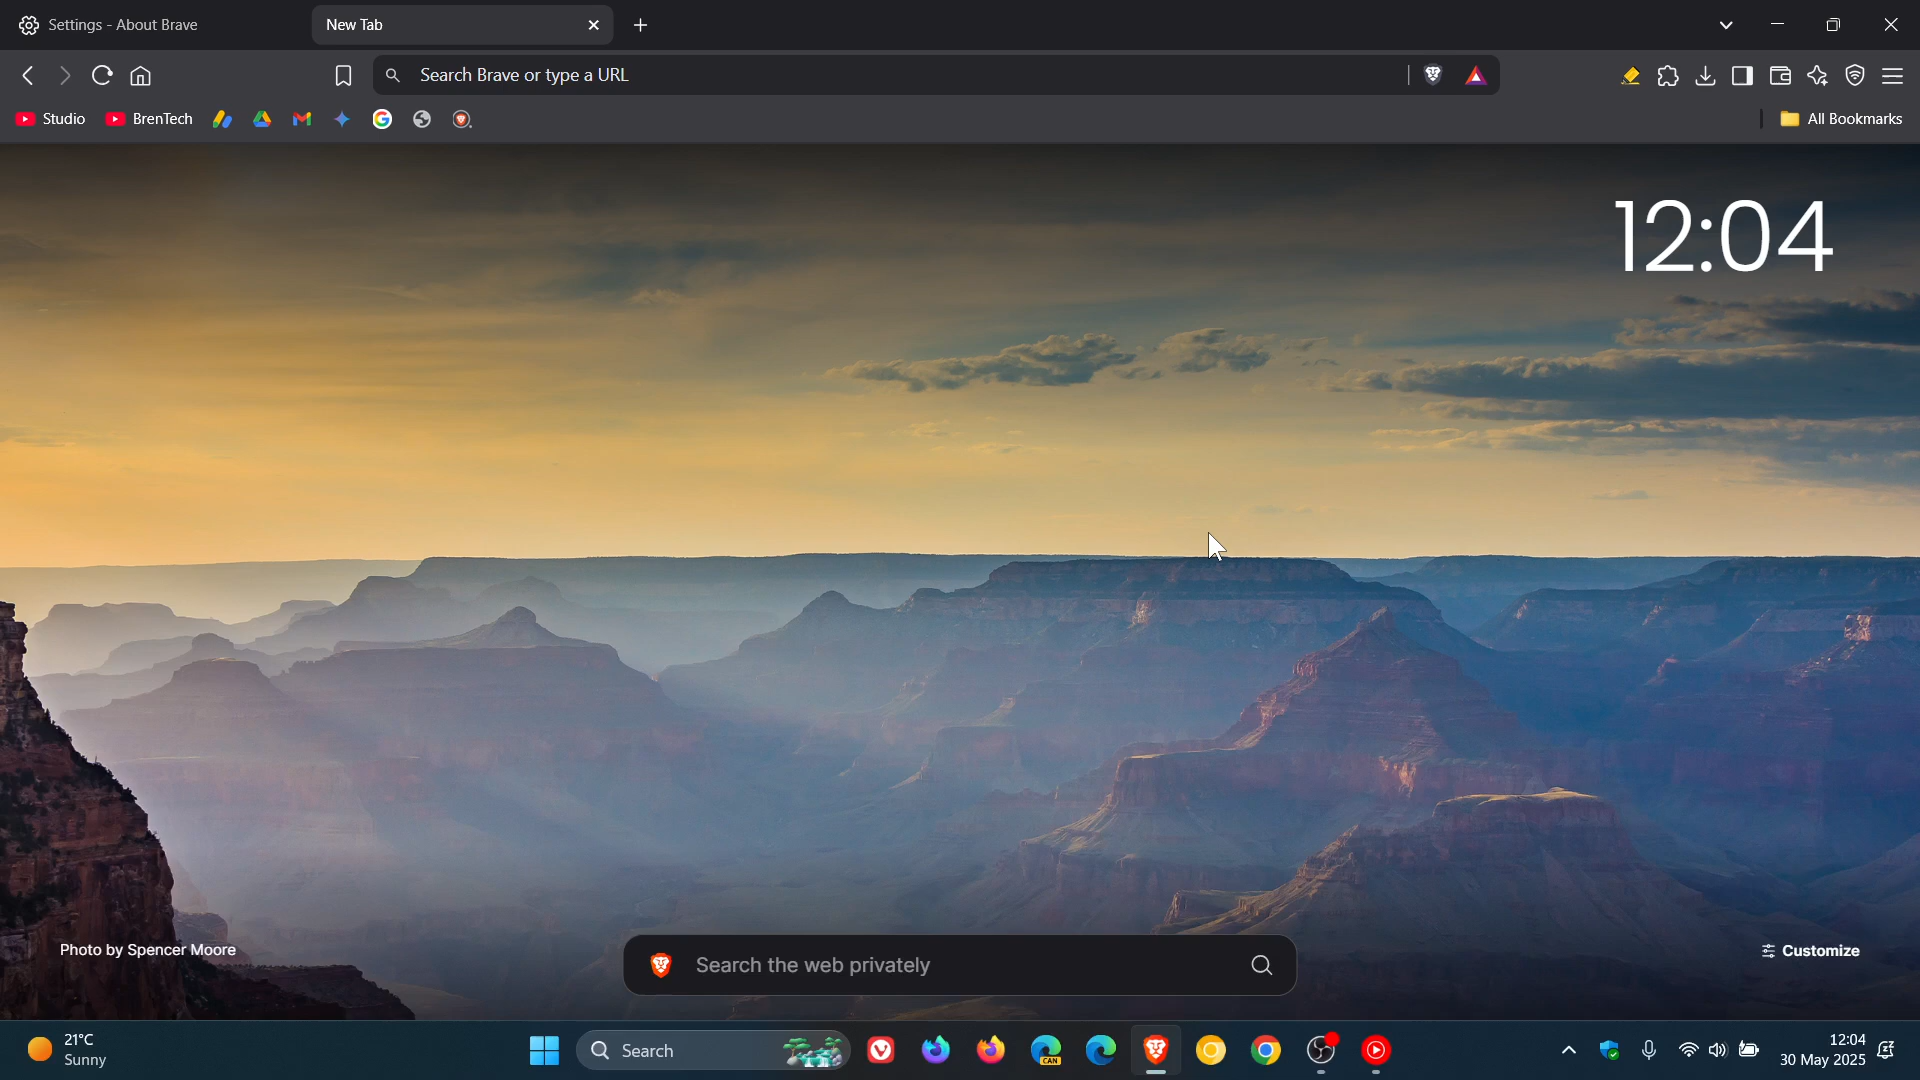 Settings - About Brave
New Tab
Search Brave or type a URL
Studio
BrenTech
All Bookmarks
12:04
Photo by Spencer Moore
Search the web privately
Customize
21°C
Sunny
Search
CAN
12:04
30 May 2025